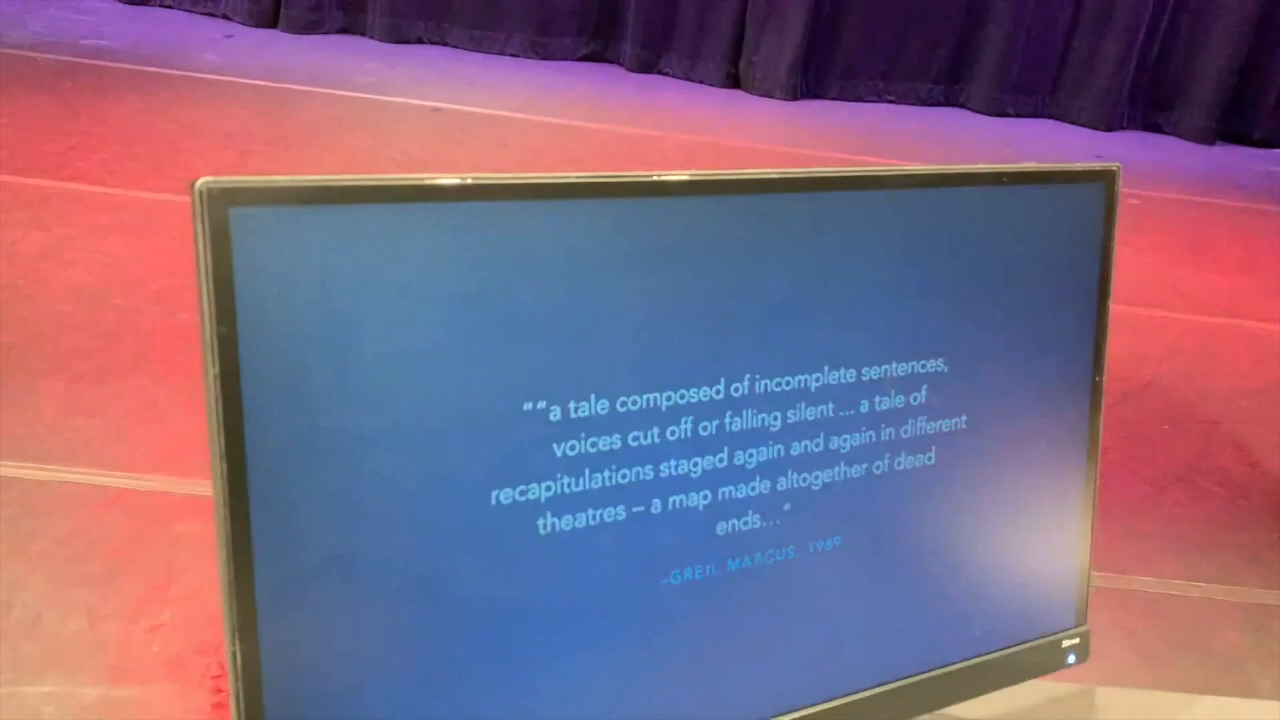 ““a tale composed of incomplete sentences,
voices cut off or falling silent ... a tale of
recapitulations staged again and again in different
theatres – a map made altogether of dead
ends...“
–GREIL MARCUS, 1989